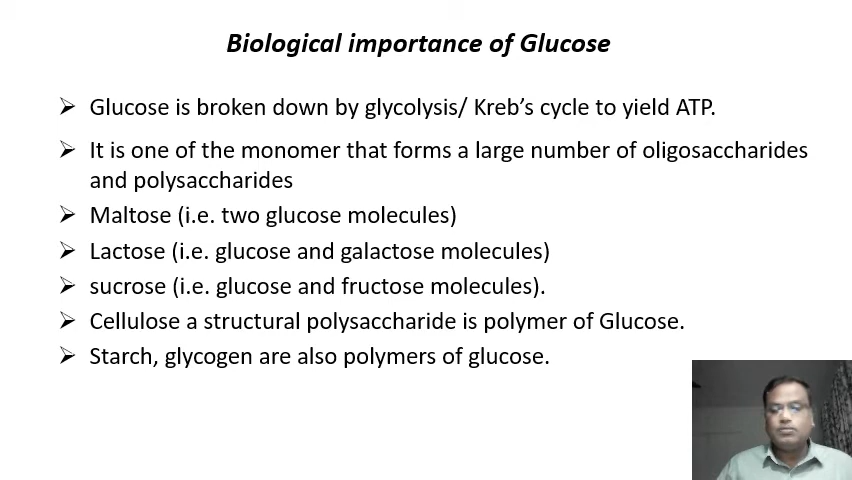 Biological importance of Glucose
➢ Glucose is broken down by glycolysis/ Kreb’s cycle to yield ATP.
➢ It is one of the monomer that forms a large number of oligosaccharides
and polysaccharides
➢ Maltose (i.e. two glucose molecules)
➢ Lactose (i.e. glucose and galactose molecules)
➢ sucrose (i.e. glucose and fructose molecules).
➢ Cellulose a structural polysaccharide is polymer of Glucose.
➢ Starch, glycogen are also polymers of glucose.